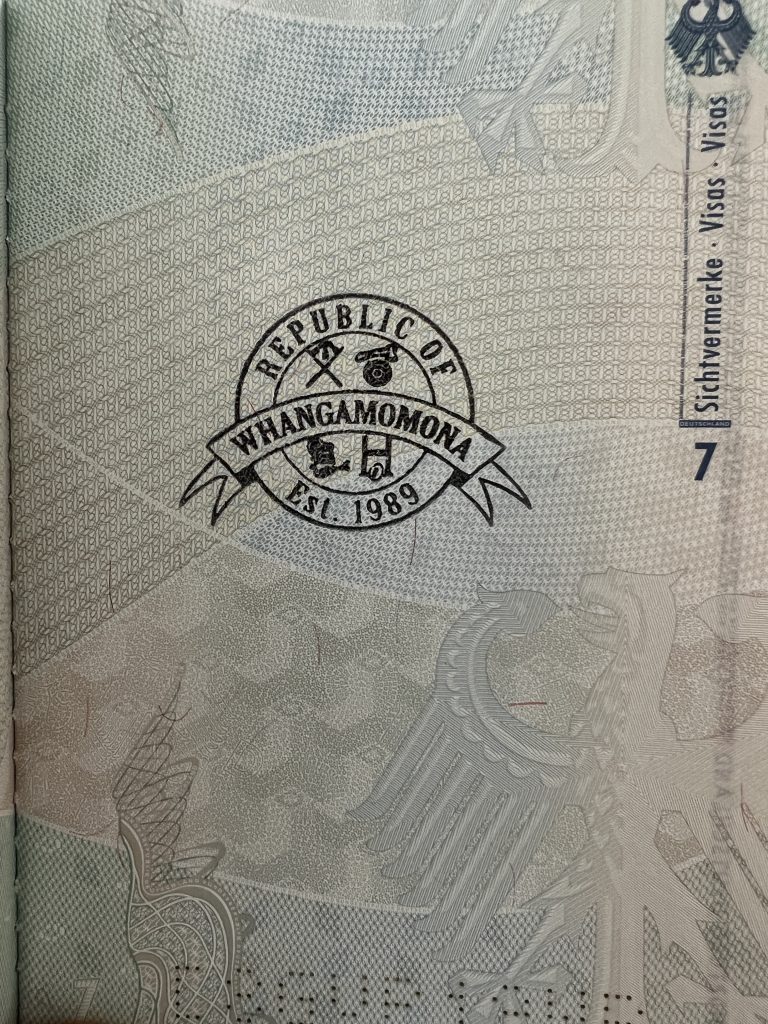 REPUBLIC OF
WHANGAMOMONA
Est. 1989
Sichtvermerke · Visas · Visas
DEUTSCHLAND
7